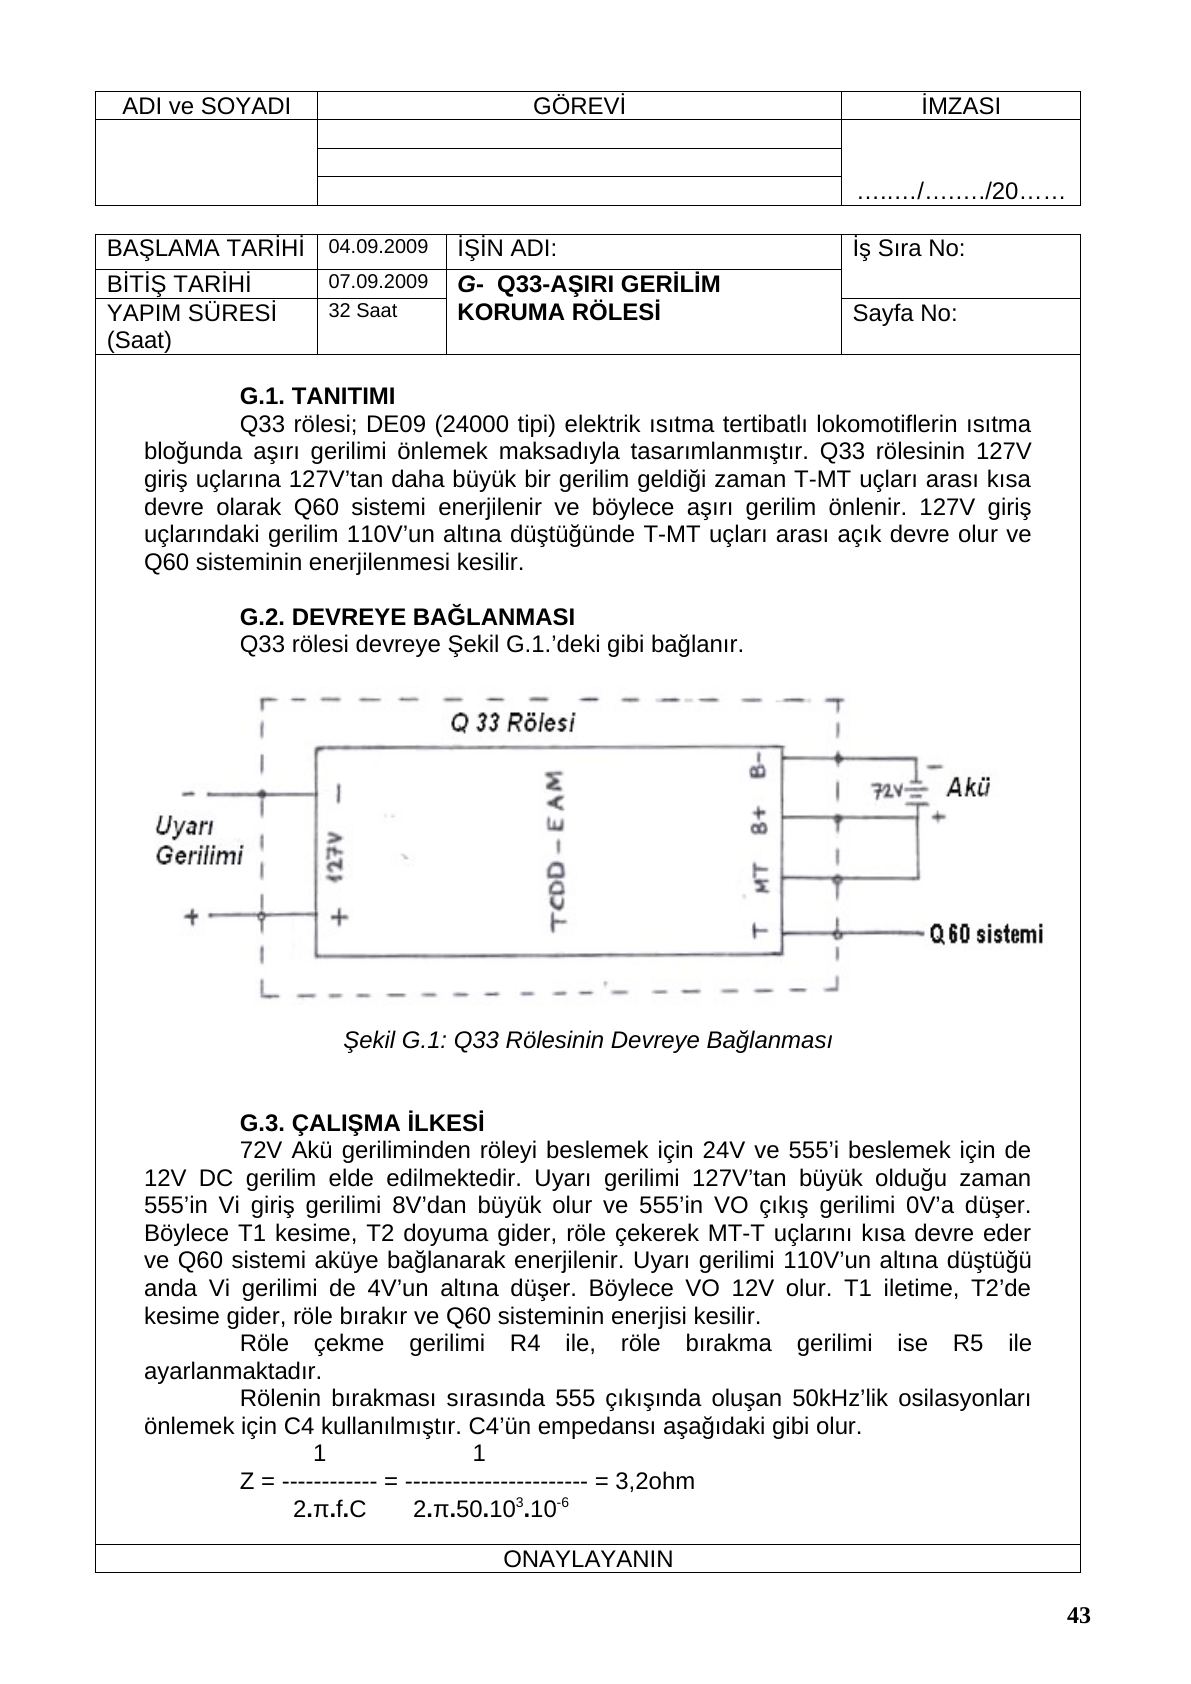 ADI ve SOYADI GÖREVİ İMZASI
…..…/…..…/20……
BAŞLAMA TARİHİ 04.09.2009 İŞİN ADI: İş Sıra No:
BİTİŞ TARİHİ 07.09.2009 G- Q33-AŞIRI GERİLİM
YAPIM SÜRESİ 32 Saat KORUMA RÖLESİ Sayfa No:
(Saat)
G.1. TANITIMI
Q33 rölesi; DE09 (24000 tipi) elektrik ısıtma tertibatlı lokomotiflerin ısıtma
bloğunda aşırı gerilimi önlemek maksadıyla tasarımlanmıştır. Q33 rölesinin 127V
giriş uçlarına 127V’tan daha büyük bir gerilim geldiği zaman T-MT uçları arası kısa
devre olarak Q60 sistemi enerjilenir ve böylece aşırı gerilim önlenir. 127V giriş
uçlarındaki gerilim 110V’un altına düştüğünde T-MT uçları arası açık devre olur ve
Q60 sisteminin enerjilenmesi kesilir.
G.2. DEVREYE BAĞLANMASI
Q33 rölesi devreye Şekil G.1.’deki gibi bağlanır.
Q 33 Rölesi
- Uyarı
Gerilimi
+
− 127V +
TCDD - EAM
B- B+ MT T
72V − Akü
+
Q60 sistemi
Şekil G.1: Q33 Rölesinin Devreye Bağlanması
G.3. ÇALIŞMA İLKESİ
72V Akü geriliminden röleyi beslemek için 24V ve 555’i beslemek için de
12V DC gerilim elde edilmektedir. Uyarı gerilimi 127V’tan büyük olduğu zaman
555’in Vi giriş gerilimi 8V’dan büyük olur ve 555’in VO çıkış gerilimi 0V’a düşer.
Böylece T1 kesime, T2 doyuma gider, röle çekerek MT-T uçlarını kısa devre eder
ve Q60 sistemi aküye bağlanarak enerjilenir. Uyarı gerilimi 110V’un altına düştüğü
anda Vi gerilimi de 4V’un altına düşer. Böylece VO 12V olur. T1 iletime, T2’de
kesime gider, röle bırakır ve Q60 sisteminin enerjisi kesilir.
Röle çekme gerilimi R4 ile, röle bırakma gerilimi ise R5 ile
ayarlanmaktadır.
Rölenin bırakması sırasında 555 çıkışında oluşan 50kHz’lik osilasyonları
önlemek için C4 kullanılmıştır. C4’ün empedansı aşağıdaki gibi olur.
1 1
Z = ------------ = ----------------------- = 3,2ohm
2.π.f.C 2.π.50.10³.10⁻⁶
ONAYLAYANIN
43